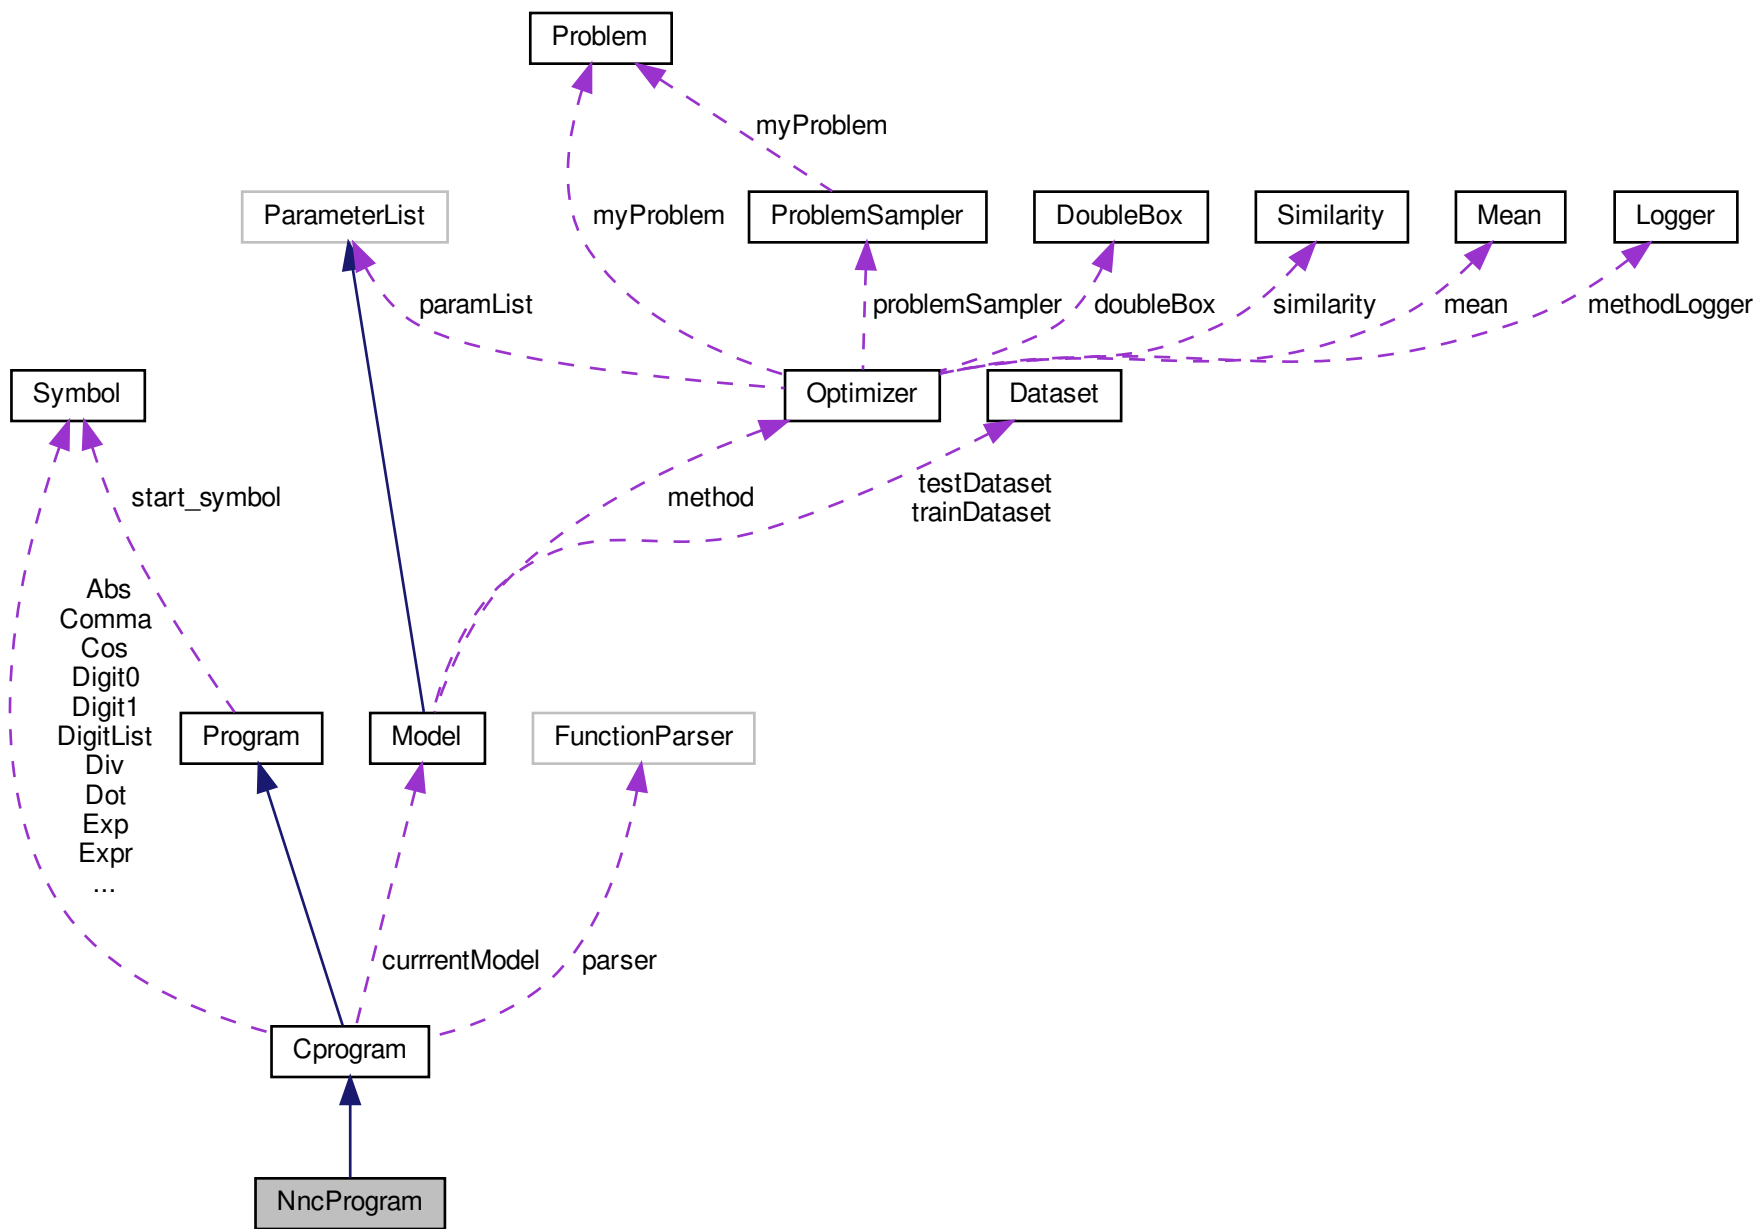 Problem
myProblem
ParameterList
myProblem
ProblemSampler
DoubleBox
Similarity
Mean
Logger
paramList
problemSampler
doubleBox
similarity
mean
methodLogger
Symbol
Optimizer
Dataset
start_symbol
method
testDataset
trainDataset
Abs
Comma
Cos
Digit0
Digit1
DigitList
Div
Dot
Exp
Expr
...
Program
Model
FunctionParser
currrentModel
parser
Cprogram
NncProgram